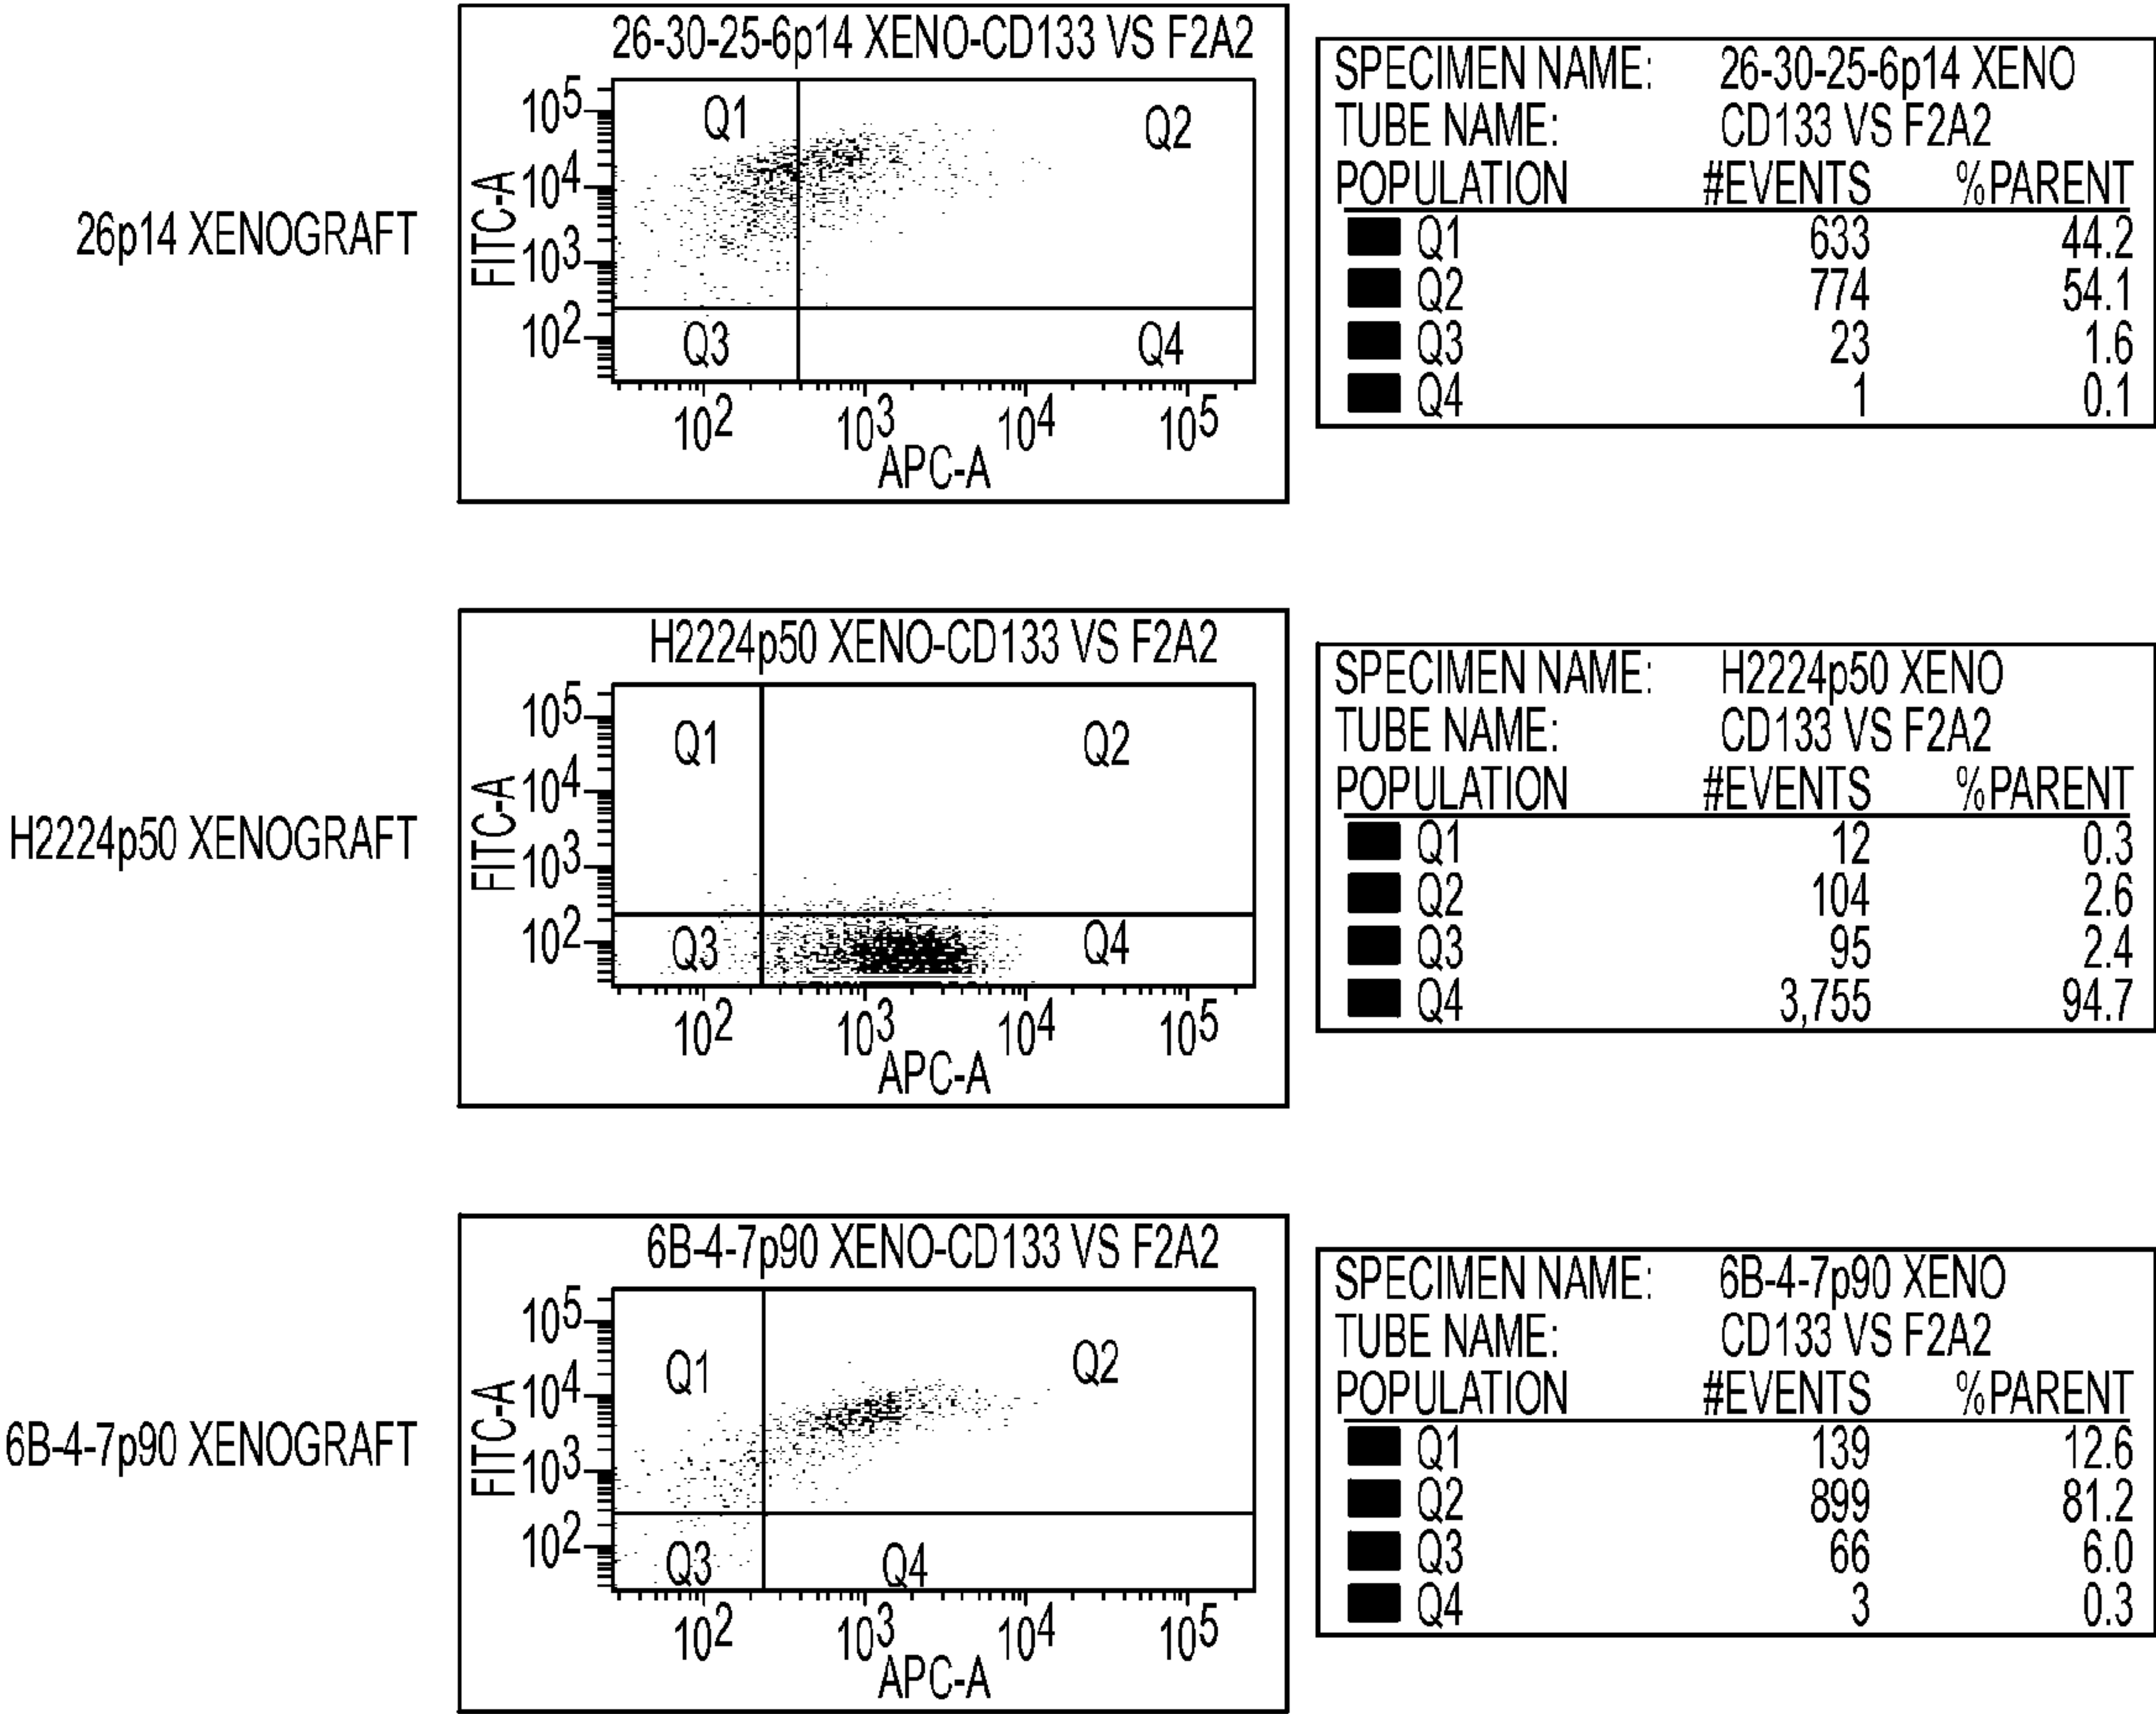 26p14 XENOGRAFT
26-30-25-6p14 XENO-CD133 VS F2A2
FITC-A
10^5
10^4
10^3
10^2
Q1
Q2
Q3
Q4
10^2 10^3 10^4 10^5
APC-A
SPECIMEN NAME: 26-30-25-6p14 XENO
TUBE NAME: CD133 VS F2A2
POPULATION #EVENTS %PARENT
Q1 633 44.2
Q2 774 54.1
Q3 23 1.6
Q4 1 0.1
H2224p50 XENOGRAFT
H2224p50 XENO-CD133 VS F2A2
FITC-A
10^5
10^4
10^3
10^2
Q1
Q2
Q3
Q4
10^2 10^3 10^4 10^5
APC-A
SPECIMEN NAME: H2224p50 XENO
TUBE NAME: CD133 VS F2A2
POPULATION #EVENTS %PARENT
Q1 12 0.3
Q2 104 2.6
Q3 95 2.4
Q4 3,755 94.7
6B-4-7p90 XENOGRAFT
6B-4-7p90 XENO-CD133 VS F2A2
FITC-A
10^5
10^4
10^3
10^2
Q1
Q2
Q3
Q4
10^2 10^3 10^4 10^5
APC-A
SPECIMEN NAME: 6B-4-7p90 XENO
TUBE NAME: CD133 VS F2A2
POPULATION #EVENTS %PARENT
Q1 139 12.6
Q2 899 81.2
Q3 66 6.0
Q4 3 0.3